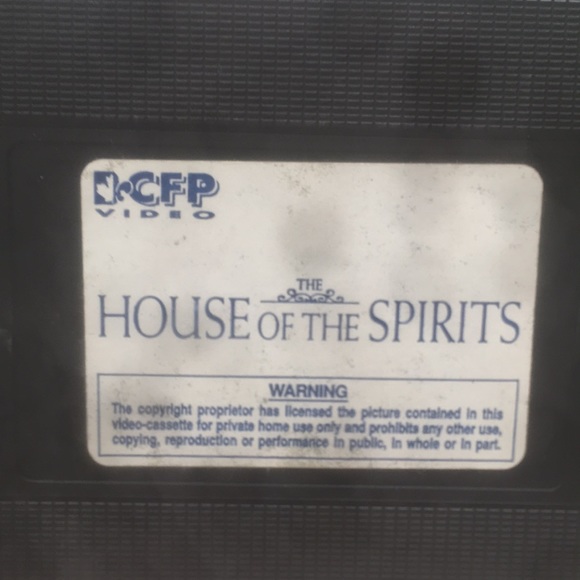 CFP
VIDEO
THE
HOUSE OF THE SPIRITS
WARNING
The copyright proprietor has licensed the picture contained in this
video-cassette for private home use only and prohibits any other use,
copying, reproduction or performance in public, in whole or in part.